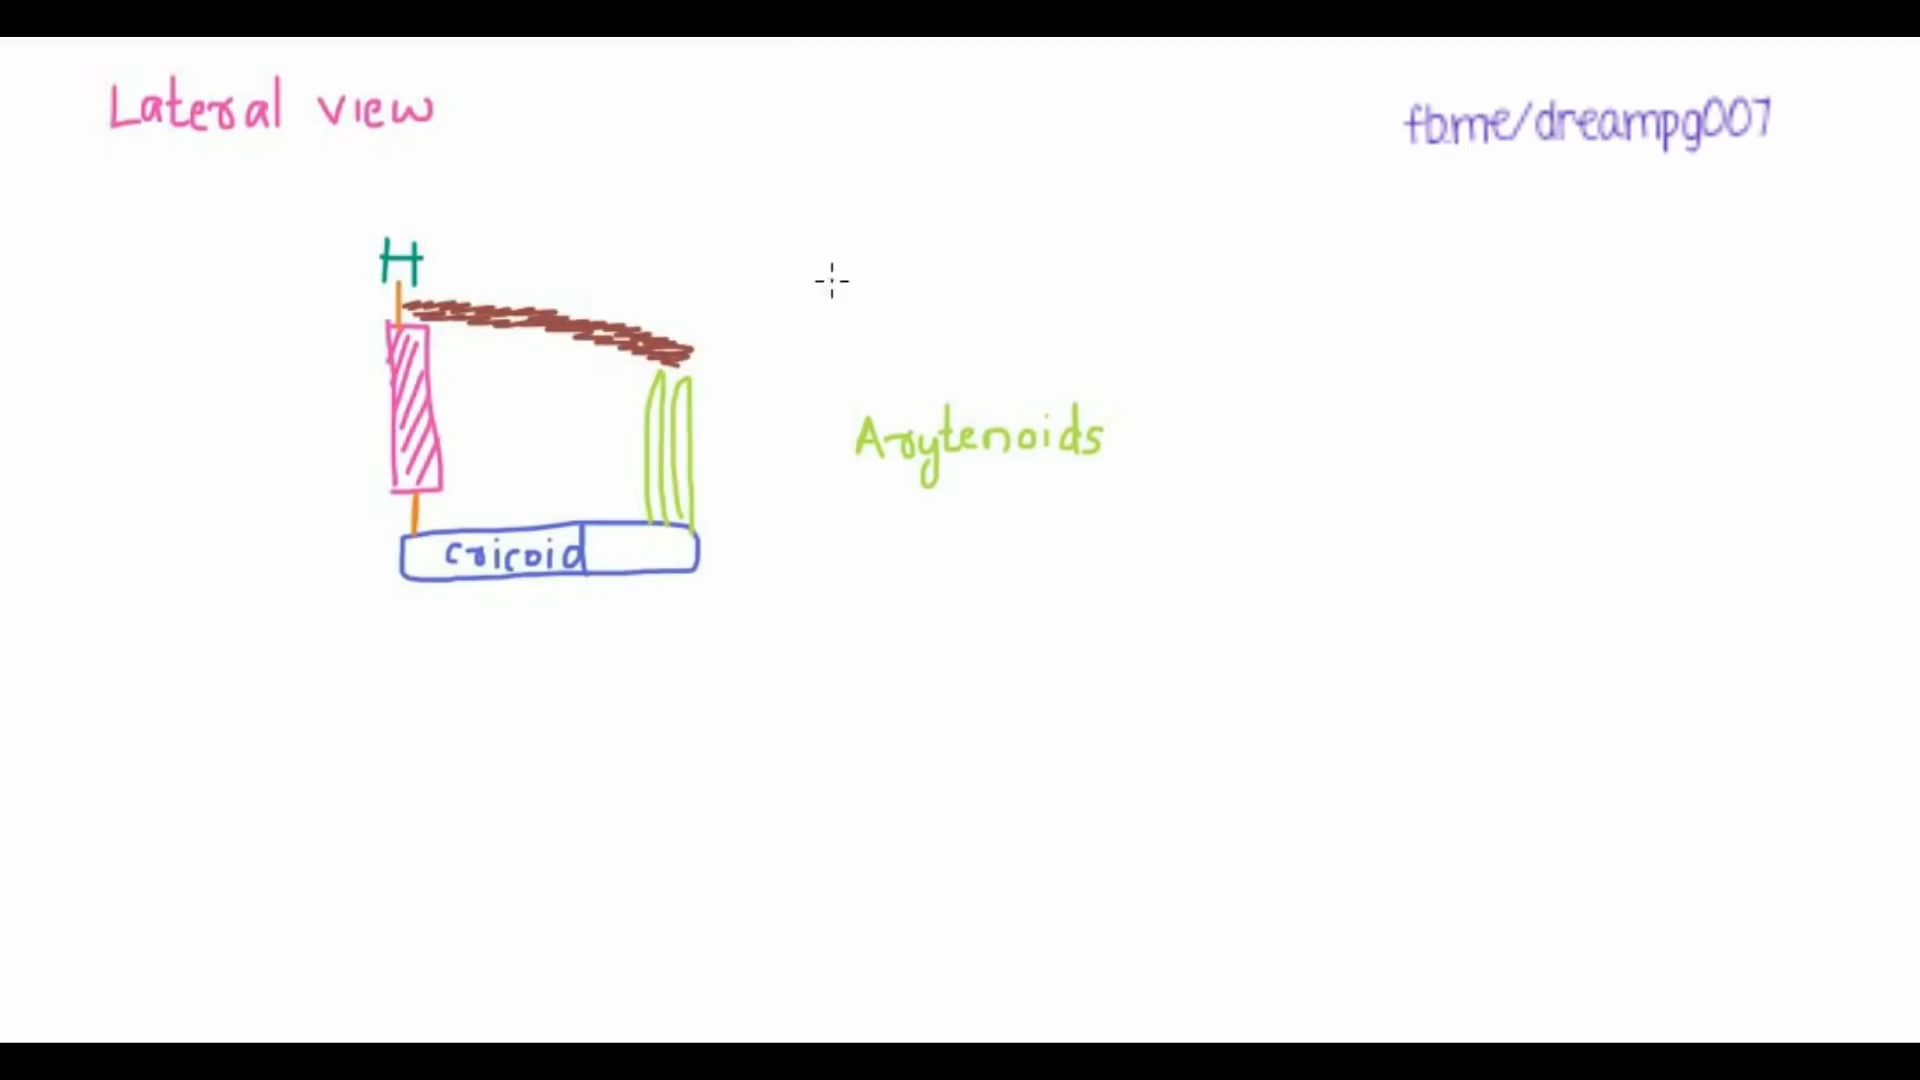 Lateral view
fb.me/dreampg007
H
Arytenoids
cricoid